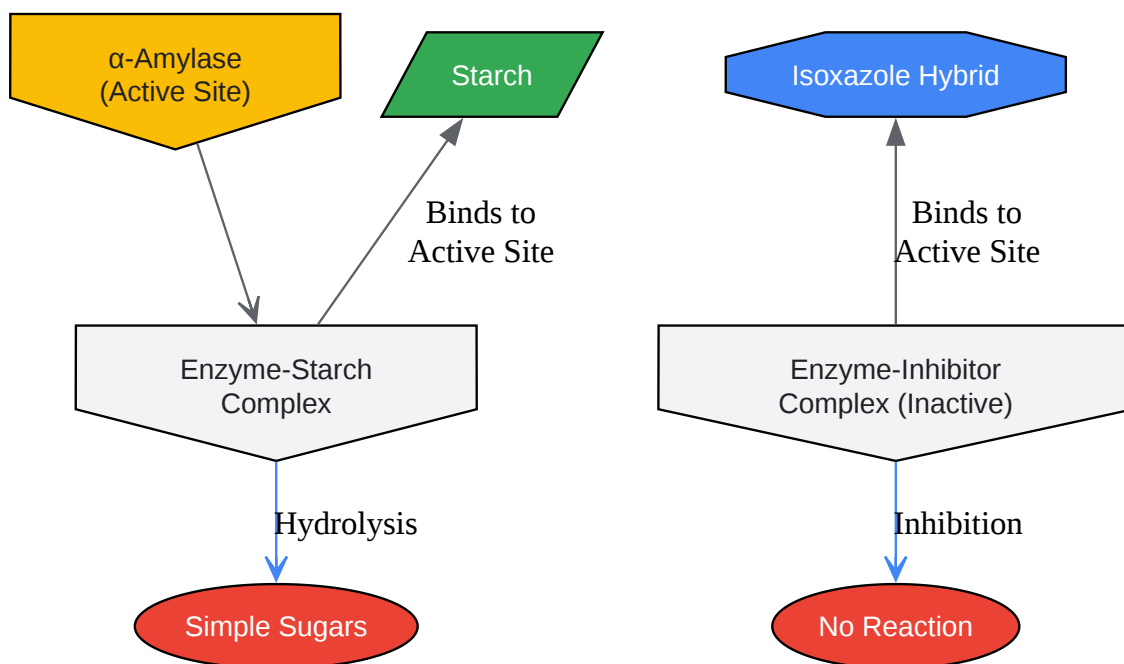 α-Amylase
(Active Site)
Starch
Isoxazole Hybrid
Binds to
Active Site
Binds to
Active Site
Enzyme-Starch
Complex
Enzyme-Inhibitor
Complex (Inactive)
Hydrolysis
Inhibition
Simple Sugars
No Reaction